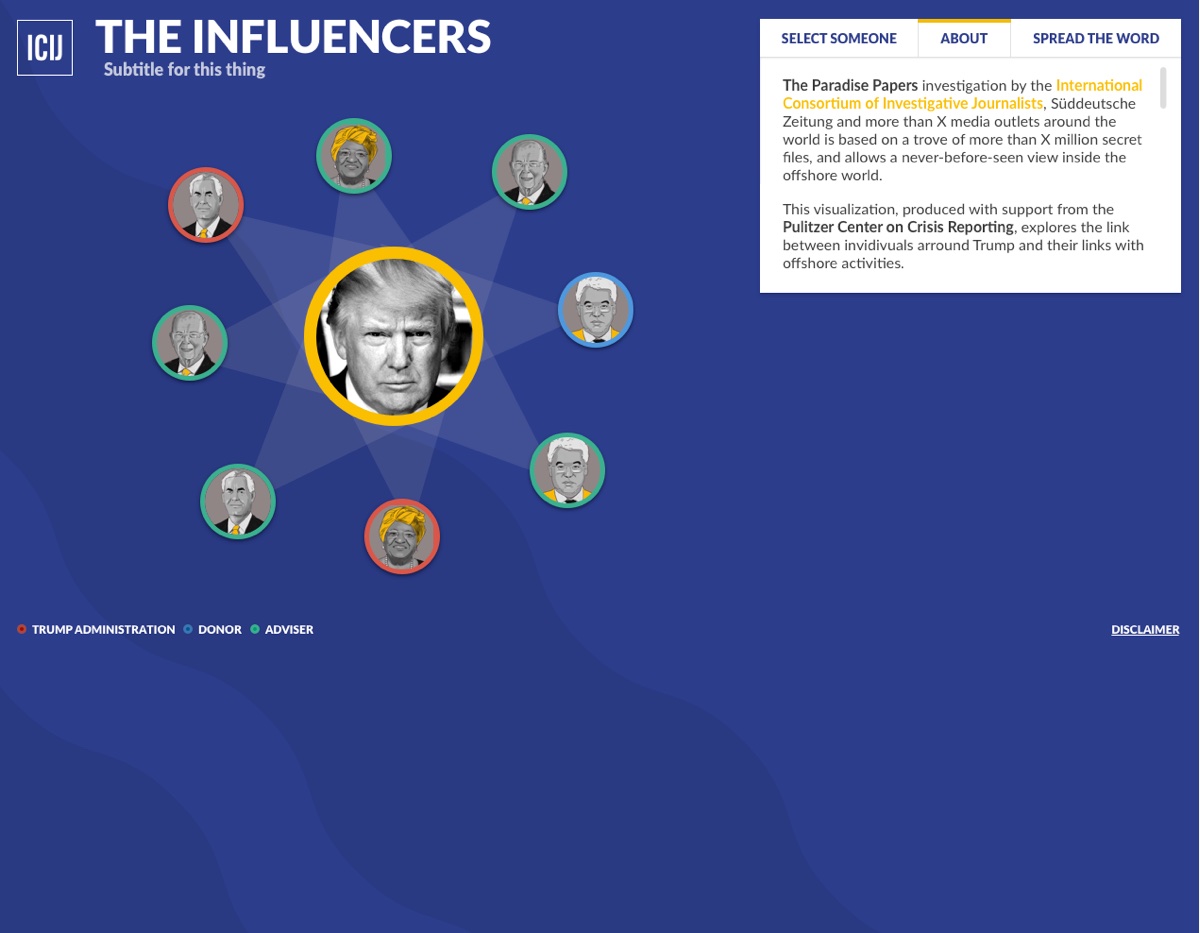 ICIJ
THE INFLUENCERS
Subtitle for this thing
SELECT SOMEONE
ABOUT
SPREAD THE WORD
The Paradise Papers investigation by the International
Consortium of Investigative Journalists, Süddeutsche
Zeitung and more than X media outlets around the
world is based on a trove of more than X million secret
files, and allows a never-before-seen view inside the
offshore world.
This visualization, produced with support from the
Pulitzer Center on Crisis Reporting, explores the link
between invidivuals arround Trump and their links with
offshore activities.
TRUMP ADMINISTRATION
DONOR
ADVISER
DISCLAIMER